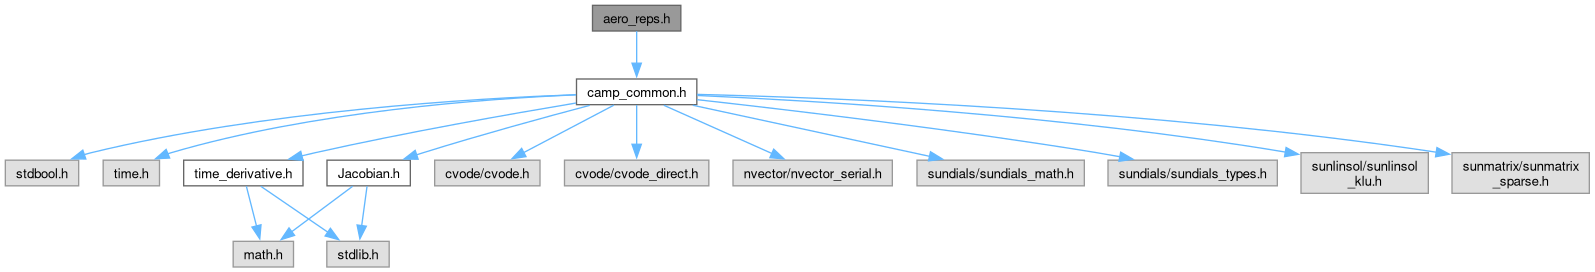 aero_reps.h
camp_common.h
stdbool.h
time.h
time_derivative.h
Jacobian.h
cvode/cvode.h
cvode/cvode_direct.h
nvector/nvector_serial.h
sundials/sundials_math.h
sundials/sundials_types.h
sunlinsol/sunlinsol
_klu.h
sunmatrix/sunmatrix
_sparse.h
math.h
stdlib.h